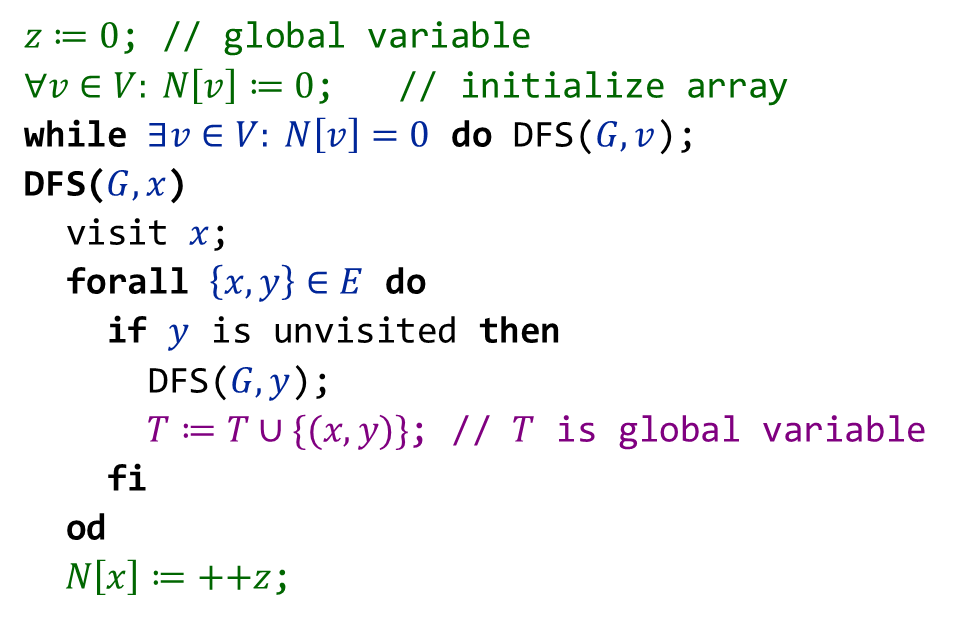 z ≔ 0; // global variable
∀v ∈ V: N[v] ≔ 0; // initialize array
while ∃v ∈ V: N[v] = 0 do DFS(G, v);
DFS(G, x)
visit x;
forall {x, y} ∈ E do
if y is unvisited then
DFS(G, y);
T ≔ T ∪ {(x, y)}; // T is global variable
fi
od
N[x] ≔ ++z;